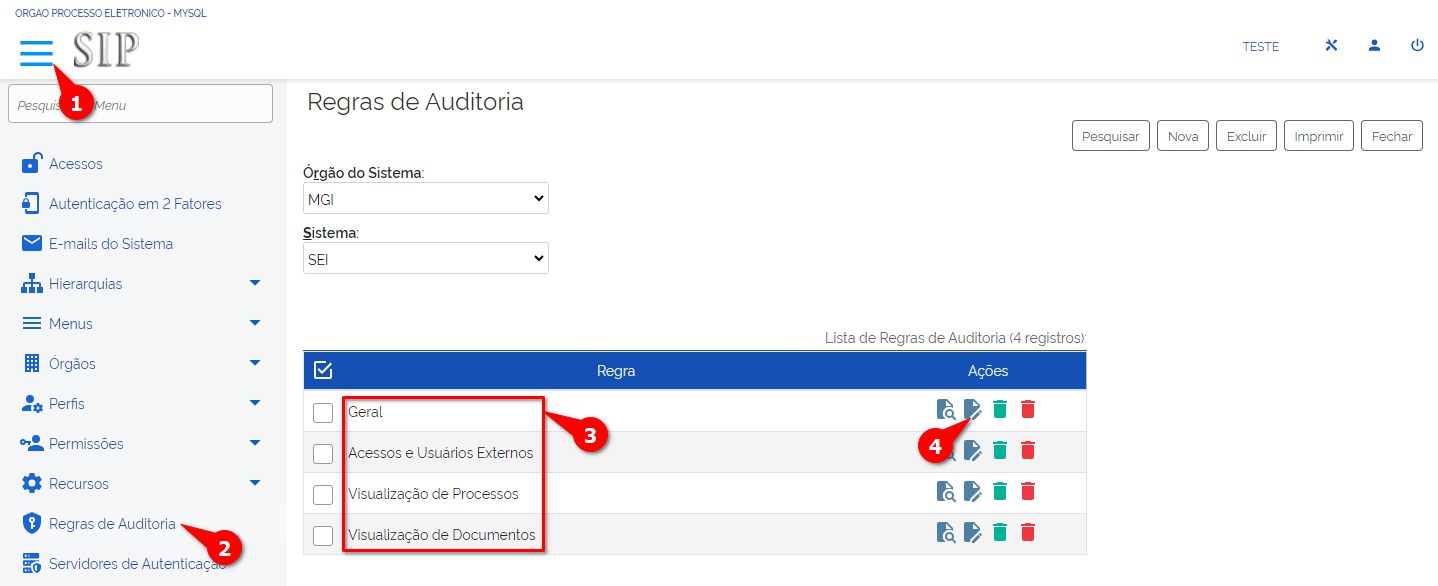 ORGAO PROCESSO ELETRONICO - MYSQL
SIP
TESTE
1
Pesquis Menu
Acessos
Autenticação em 2 Fatores
E-mails do Sistema
Hierarquias
Menus
Órgãos
Perfis
Permissões
Recursos
Regras de Auditoria
2
Servidores de Autenticação
Regras de Auditoria
Pesquisar Nova Excluir Imprimir Fechar
Órgão do Sistema:
MGI
Sistema:
SEI
Lista de Regras de Auditoria (4 registros):
Regra Ações
Geral
3
4
Acessos e Usuários Externos
Visualização de Processos
Visualização de Documentos